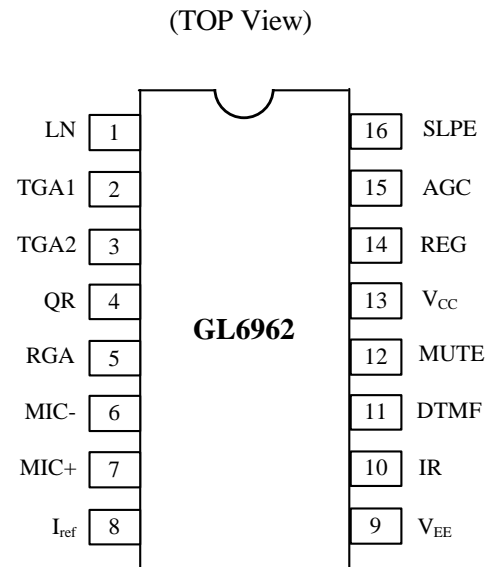 (TOP View)
LN 1 16 SLPE
TGA1 2 15 AGC
TGA2 3 14 REG
QR 4 13 VCC
GL6962
RGA 5 12 MUTE
MIC- 6 11 DTMF
MIC+ 7 10 IR
Iref 8 9 VEE